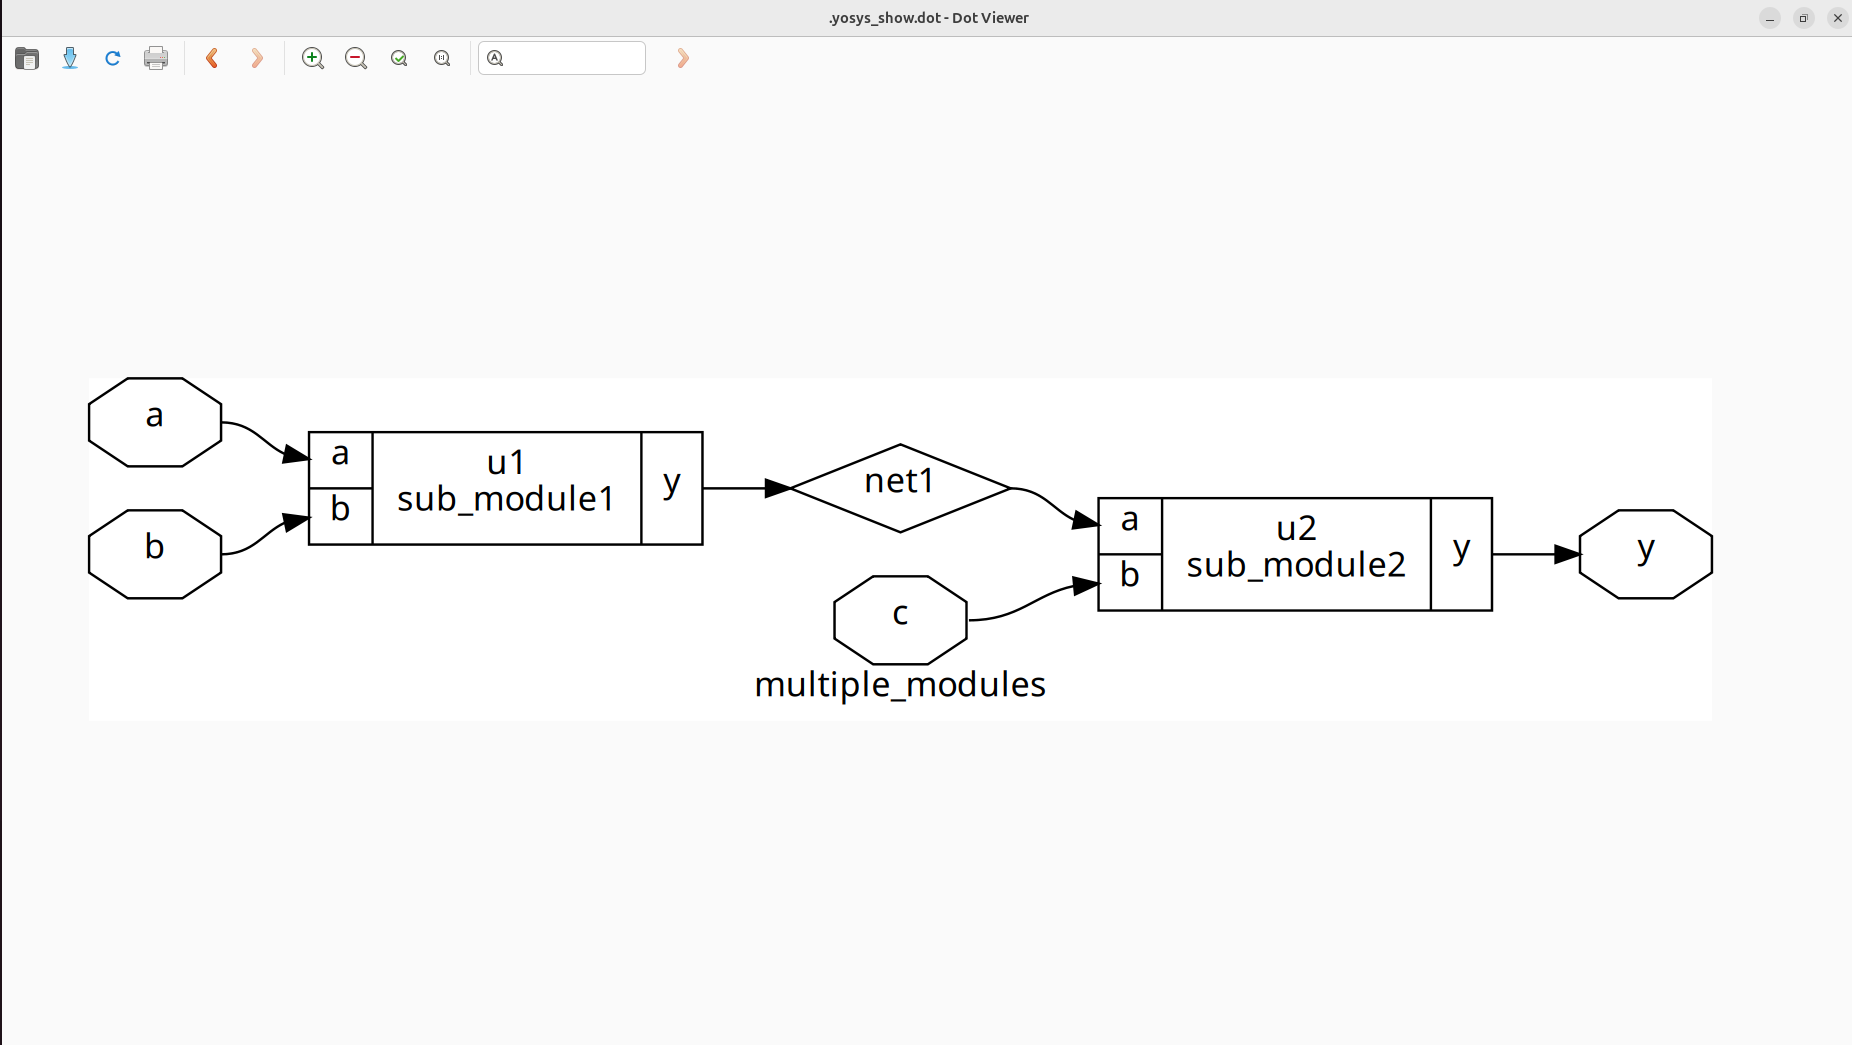 .yosys_show.dot - Dot Viewer
a
b
a
b
u1
sub_module1
y
net1
c
a
b
u2
sub_module2
y
y
multiple_modules